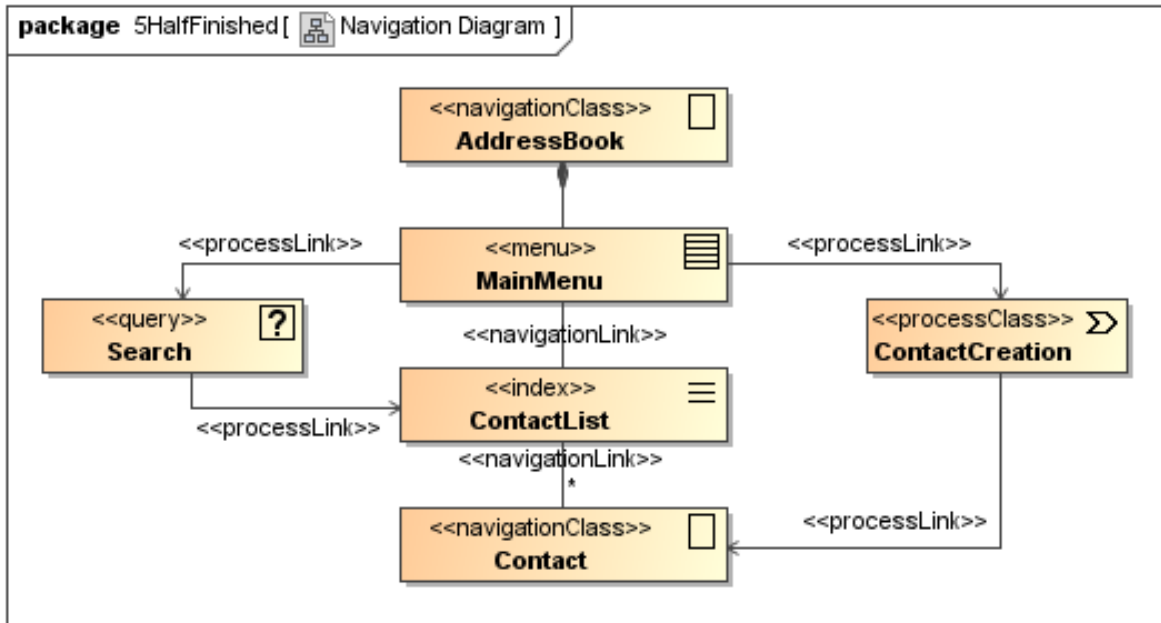 package 5HalfFinished [ Navigation Diagram ]
<<navigationClass>>
AddressBook
<<processLink>>
<<menu>>
MainMenu
<<processLink>>
<<query>>
?
Search
<<navigationLink>>
<<processClass>>
ContactCreation
<<index>>
ContactList
<<processLink>>
<<navigationLink>>
*
<<navigationClass>>
Contact
<<processLink>>